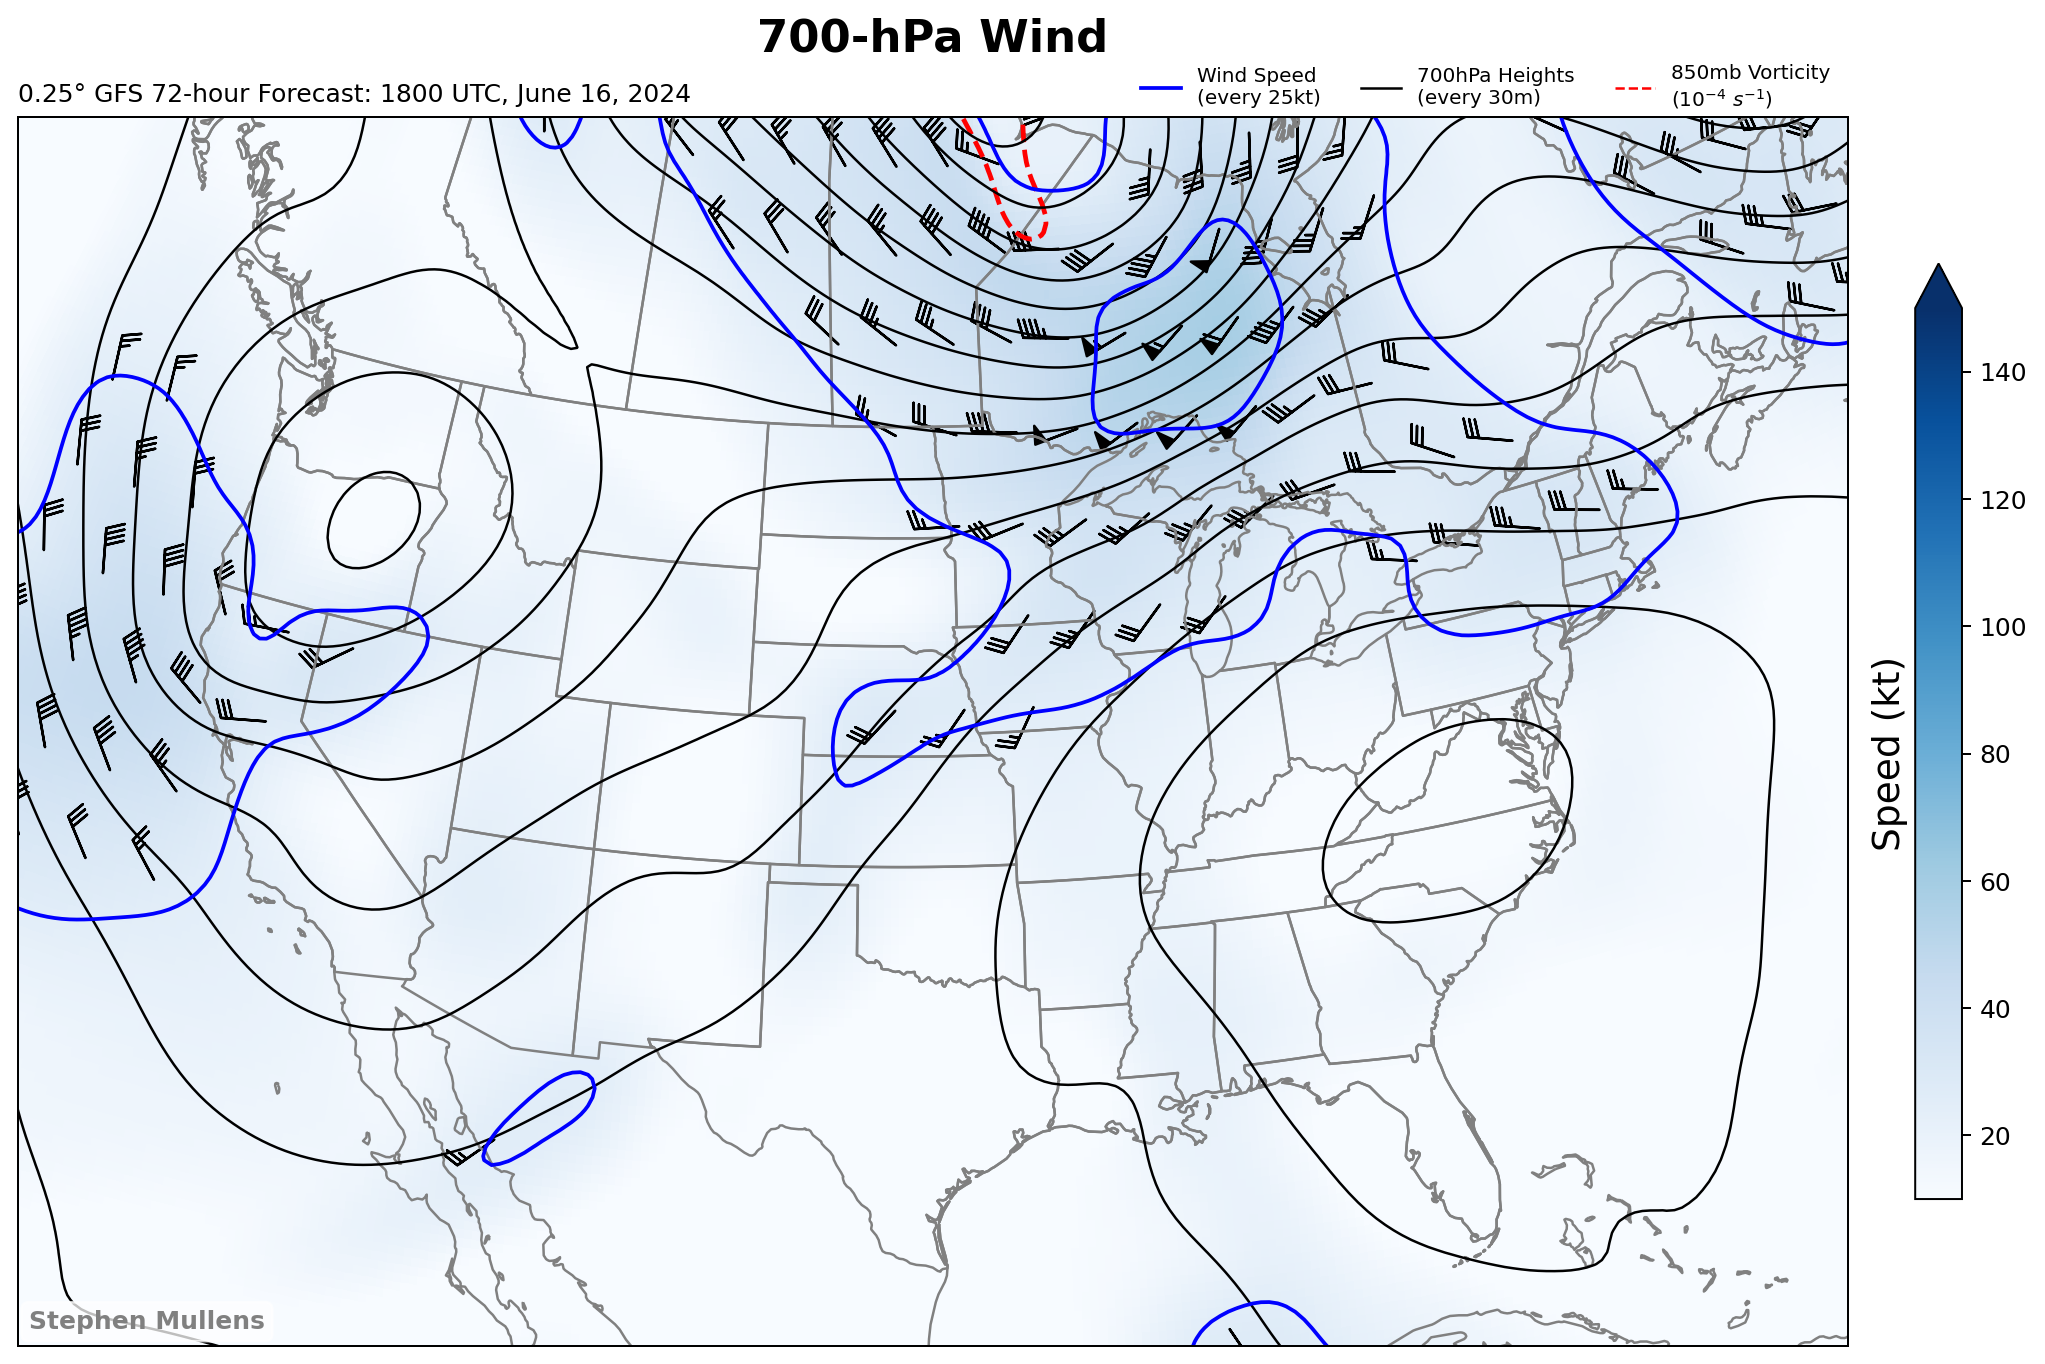 700-hPa Wind
0.25° GFS 72-hour Forecast: 1800 UTC, June 16, 2024
Wind Speed
(every 25kt)
700hPa Heights
(every 30m)
850mb Vorticity
(10⁻⁴ s⁻¹)
140
120
100
80
60
40
20
Speed (kt)
Stephen Mullens